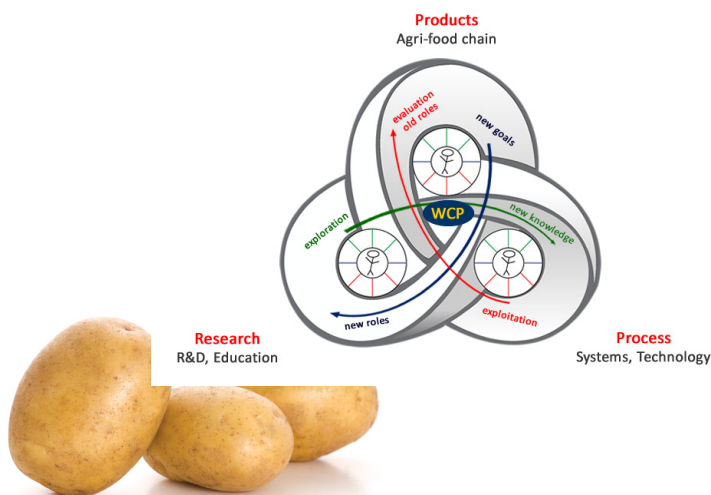 Products
Agri-food chain
evaluation
old roles
new goals
WCP
exploration
new knowledge
new roles
exploitation
Research
R&D, Education
Process
Systems, Technology